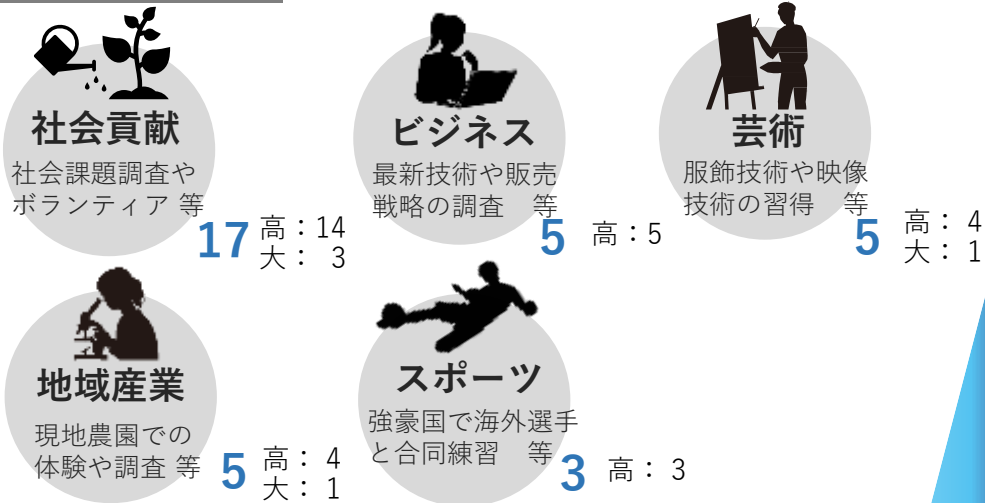 社会貢献
社会課題調査や
ボランティア 等
17
高：14
大： 3
ビジネス
最新技術や販売
戦略の調査　等
5
高：5
芸術
服飾技術や映像
技術の習得　等
5
高： 4
大： 1
地域産業
現地農園での
体験や調査 等
5
高： 4
大： 1
スポーツ
強豪国で海外選手
と合同練習　等
3
高： 3